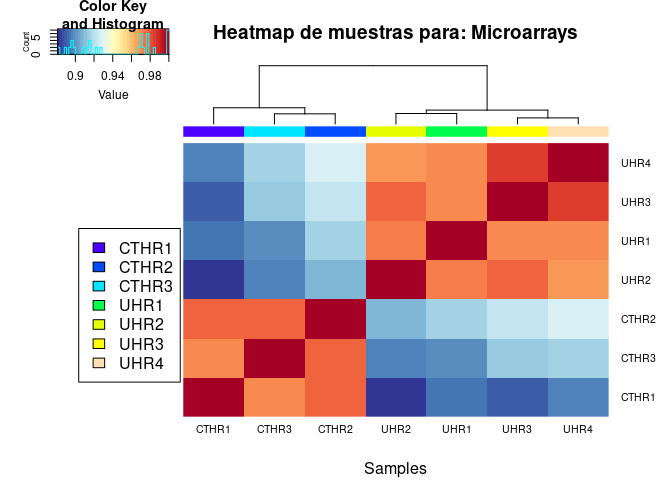 Color Key
and Histogram
Count
0 5
0.9 0.94 0.98
Value
Heatmap de muestras para: Microarrays
UHR4
UHR3
UHR1
UHR2
CTHR2
CTHR3
CTHR1
CTHR1
CTHR2
CTHR3
UHR1
UHR2
UHR3
UHR4
CTHR1 CTHR3 CTHR2 UHR2 UHR1 UHR3 UHR4
Samples